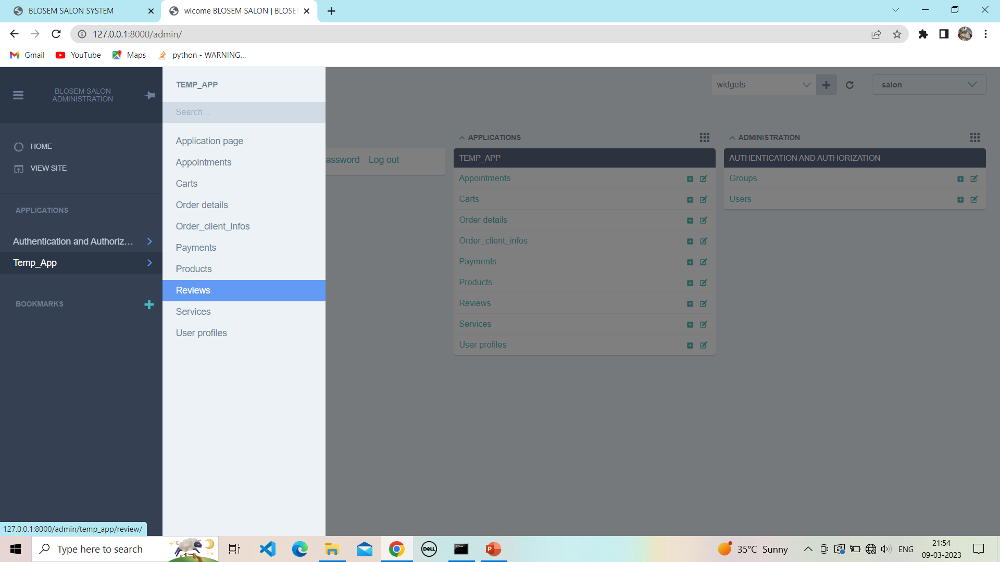 BLOSEM SALON SYSTEM
wlcome BLOSEM SALON | BLOSE
127.0.0.1:8000/admin/
Gmail
YouTube
Maps
python - WARNING...
BLOSEM SALON
ADMINISTRATION
HOME
VIEW SITE
APPLICATIONS
Authentication and Authoriz...
Temp_App
BOOKMARKS
TEMP_APP
Search...
Application page
Appointments
Carts
Order details
Order_client_infos
Payments
Products
Reviews
Services
User profiles
widgets
salon
assword Log out
APPLICATIONS
TEMP_APP
Appointments
Carts
Order details
Order_client_infos
Payments
Products
Reviews
Services
User profiles
ADMINISTRATION
AUTHENTICATION AND AUTHORIZATION
Groups
Users
127.0.0.1:8000/admin/temp_app/review/
Type here to search
DELL
35°C Sunny
ENG
21:54
09-03-2023